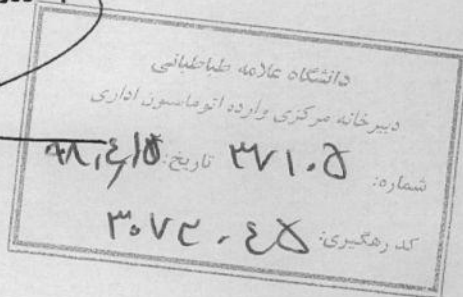 دانشگاه علامه طباطبائی
دبیرخانه مرکزی وارده اتوماسیون اداری
شماره: ۳۷۱۰۵ تاریخ: ۹۸,۴,۱۵
کد رهگیری: ۳۰۷۲۰۴۵